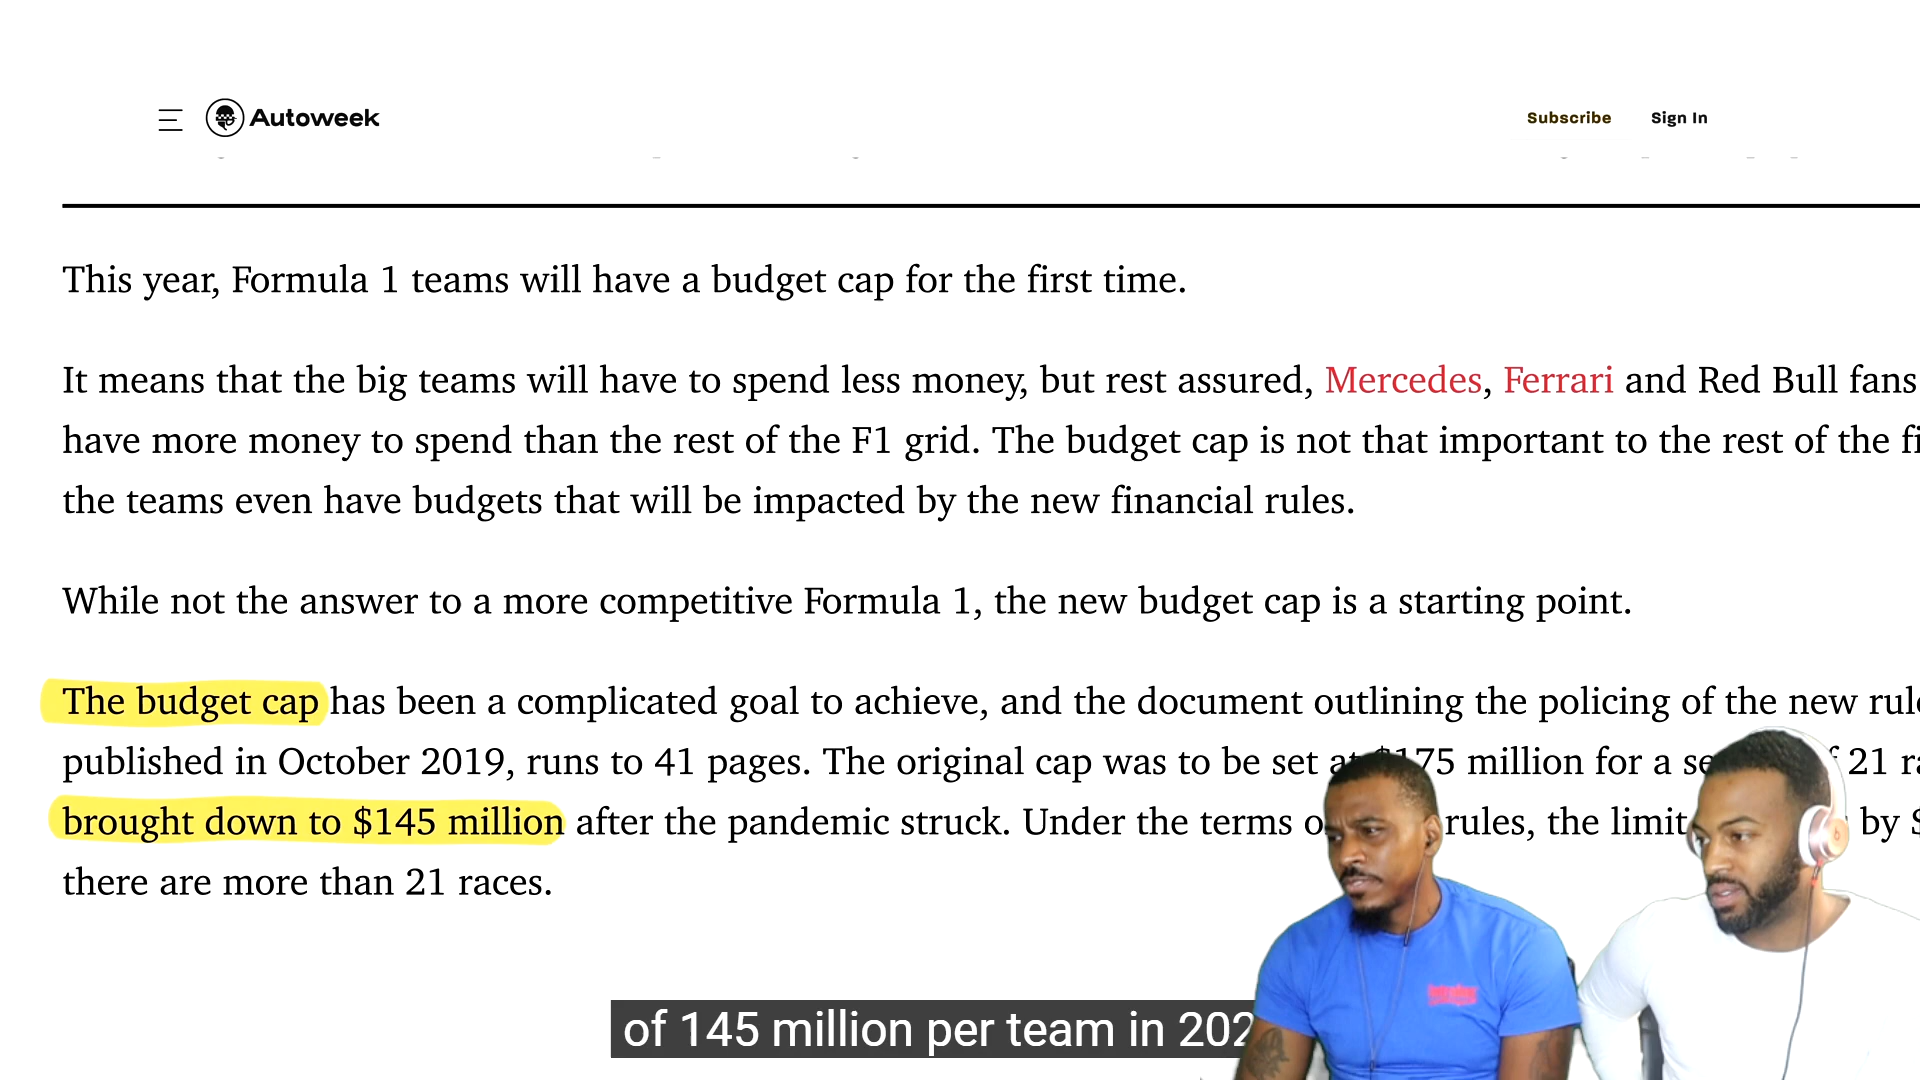 Autoweek
Subscribe
Sign In
This year, Formula 1 teams will have a budget cap for the first time.
It means that the big teams will have to spend less money, but rest assured, Mercedes, Ferrari and Red Bull fans
have more money to spend than the rest of the F1 grid. The budget cap is not that important to the rest of the
the teams even have budgets that will be impacted by the new financial rules.
While not the answer to a more competitive Formula 1, the new budget cap is a starting point.
The budget cap has been a complicated goal to achieve, and the document outlining the policing of the new
published in October 2019, runs to 41 pages. The original cap was to be set at $175 million for a 21
brought down to $145 million after the pandemic struck. Under the terms rules, the limit by
there are more than 21 races.
of 145 million per team in